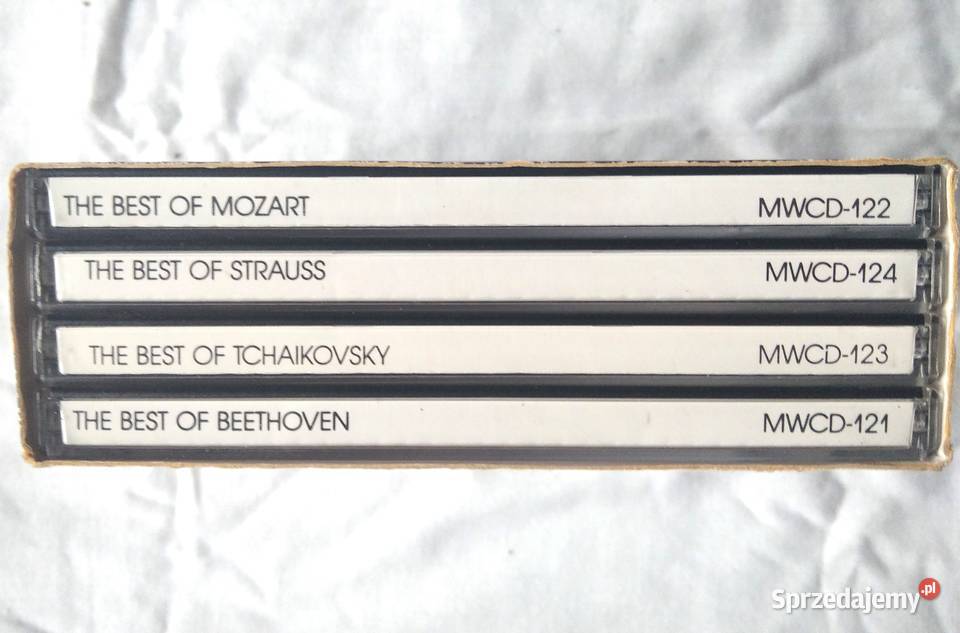 THE BEST OF MOZART MWCD-122
THE BEST OF STRAUSS MWCD-124
THE BEST OF TCHAIKOVSKY MWCD-123
THE BEST OF BEETHOVEN MWCD-121
Sprzedajemy.pl